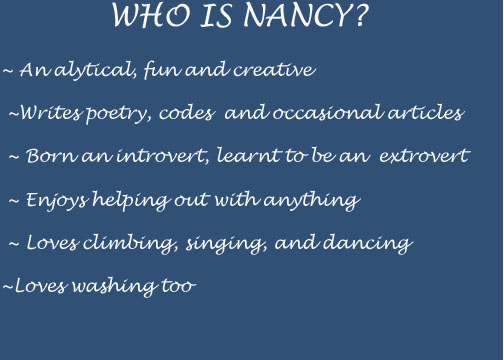 WHO IS NANCY?
~ An alytical, fun and creative
~Writes poetry, codes  and occasional articles
~ Born an introvert, learnt to be an  extrovert
~ Enjoys helping out with anything
~ Loves climbing, singing, and dancing
~Loves washing too